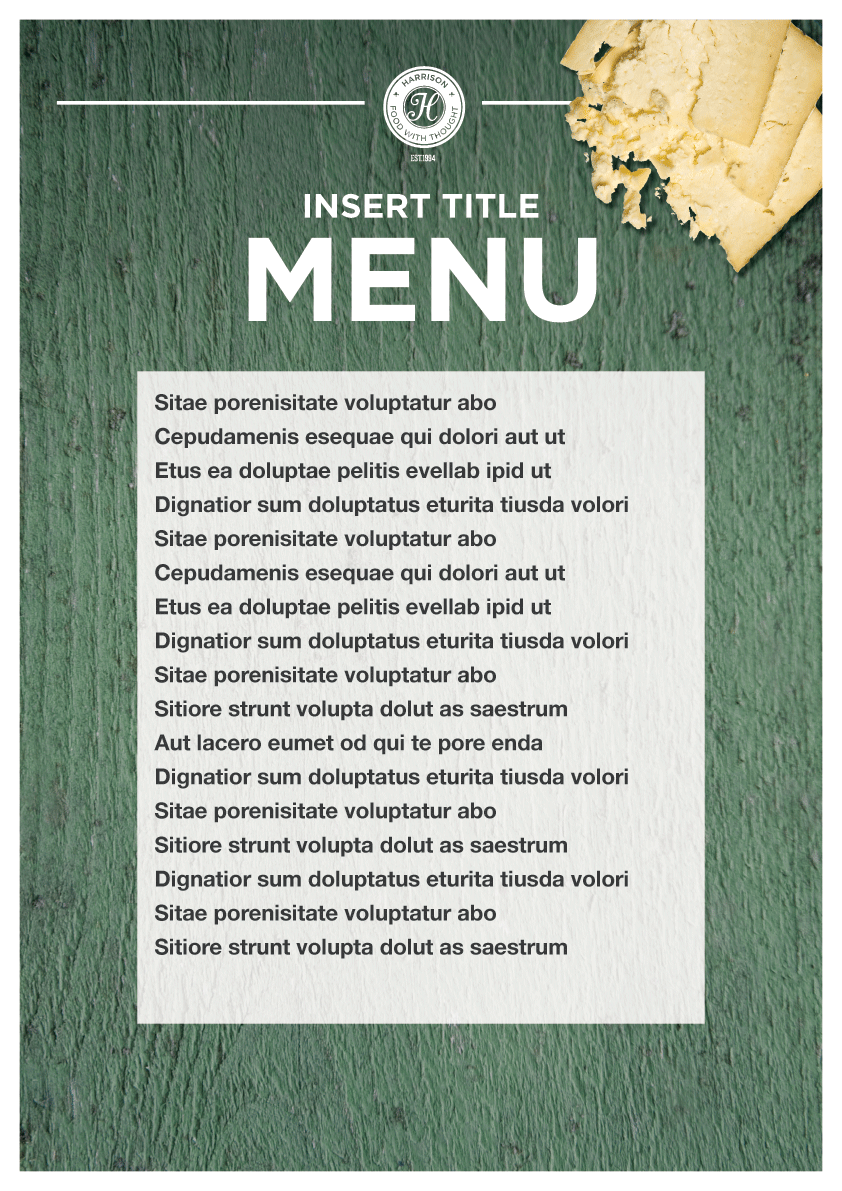 HARRISON
H
FOOD WITH THOUGHT
EST.1994
INSERT TITLE
MENU
Sitae porenisitate voluptatur abo
Cepudamenis esequae qui dolori aut ut
Etus ea doluptae pelitis evellab ipid ut
Dignatior sum doluptatus eturita tiusda volori
Sitae porenisitate voluptatur abo
Cepudamenis esequae qui dolori aut ut
Etus ea doluptae pelitis evellab ipid ut
Dignatior sum doluptatus eturita tiusda volori
Sitae porenisitate voluptatur abo
Sitiore strunt volupta dolut as saestrum
Aut lacero eumet od qui te pore enda
Dignatior sum doluptatus eturita tiusda volori
Sitae porenisitate voluptatur abo
Sitiore strunt volupta dolut as saestrum
Dignatior sum doluptatus eturita tiusda volori
Sitae porenisitate voluptatur abo
Sitiore strunt volupta dolut as saestrum